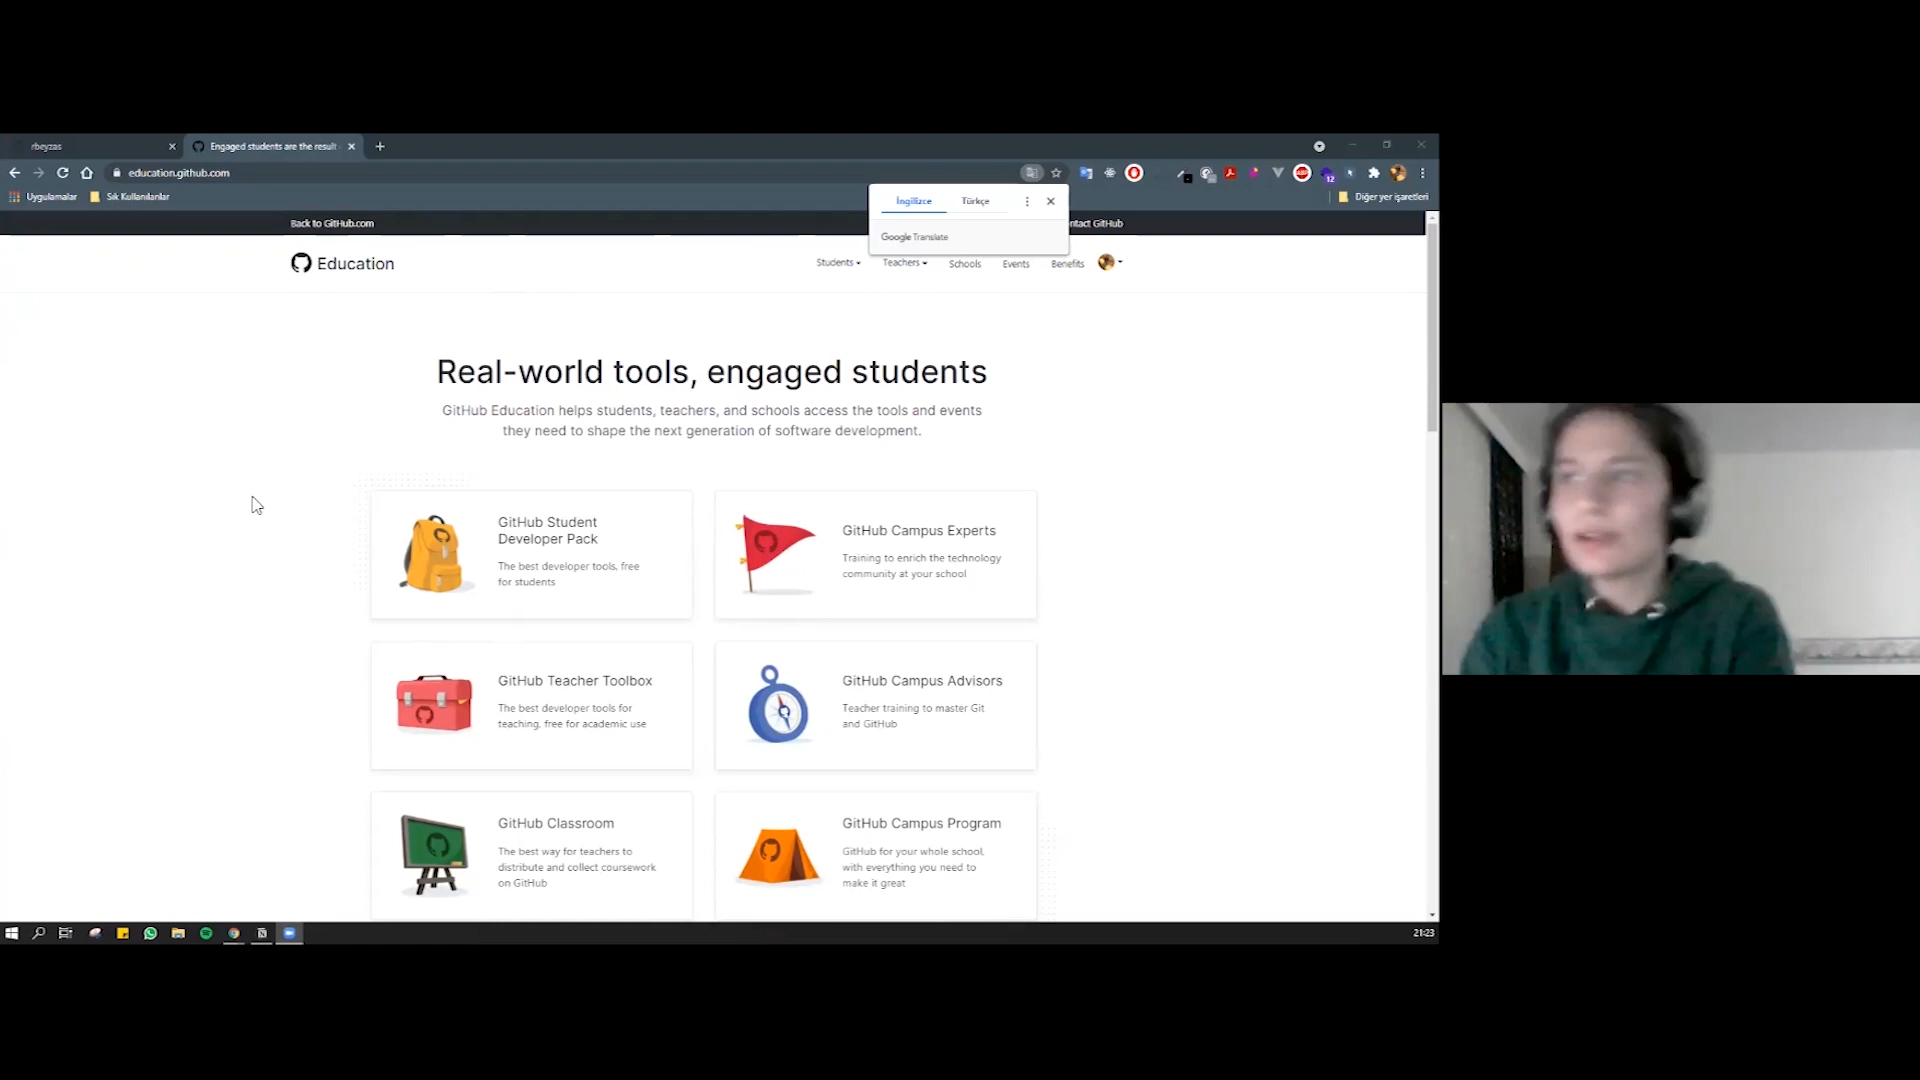 rbeyzas
Engaged students are the result
education.github.com
Uygulamalar
Sık Kullanılanlar
Diğer yer işaretleri
İngilizce
Türkçe
Google Translate
Back to GitHub.com
ntact GitHub
Education
Students
Teachers
Schools
Events
Benefits
Real-world tools, engaged students
GitHub Education helps students, teachers, and schools access the tools and events
they need to shape the next generation of software development.
GitHub Student
Developer Pack
The best developer tools, free
for students
GitHub Campus Experts
Training to enrich the technology
community at your school
GitHub Teacher Toolbox
The best developer tools for
teaching, free for academic use
GitHub Campus Advisors
Teacher training to master Git
and GitHub
GitHub Classroom
The best way for teachers to
distribute and collect coursework
on GitHub
GitHub Campus Program
GitHub for your whole school,
with everything you need to
make it great
12
21:23